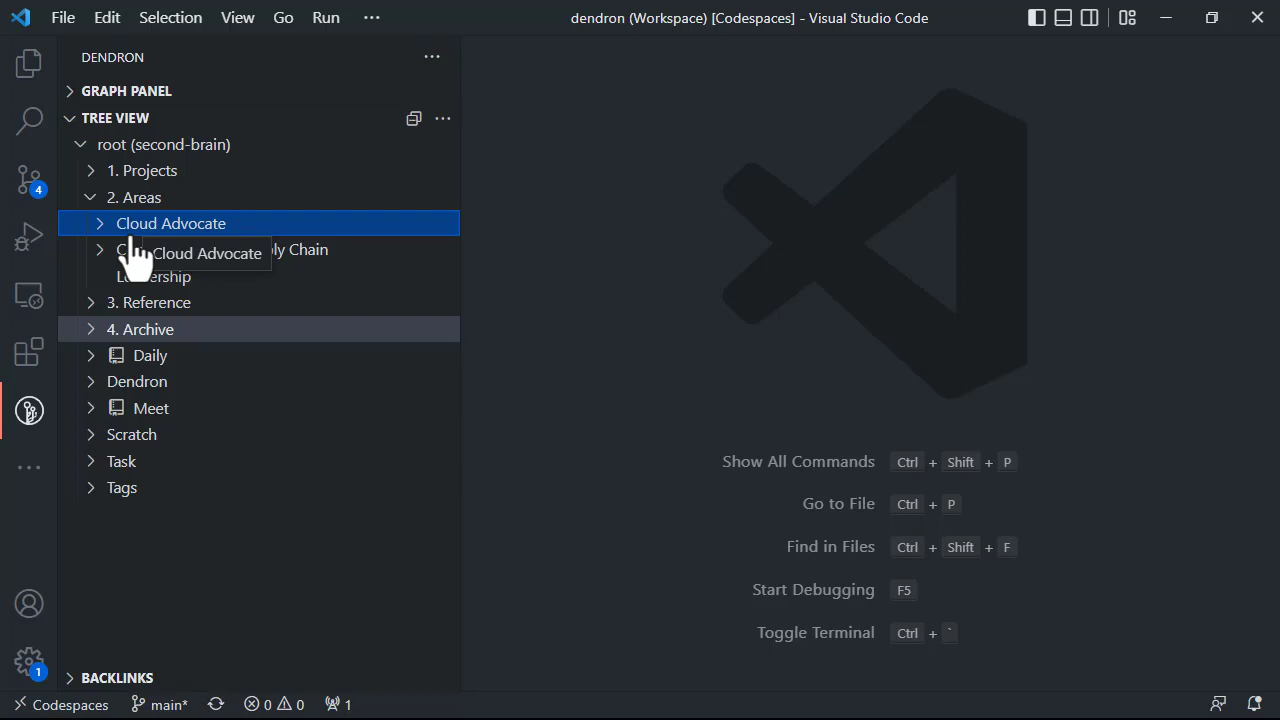 File Edit Selection View Go Run ··· dendron (Workspace) [Codespaces] - Visual Studio Code
DENDRON ···
GRAPH PANEL
TREE VIEW ···
root (second-brain)
1. Projects
2. Areas
Cloud Advocate
Cloud Advocate ly Chain
3. Reference
4. Archive
Daily
Dendron
Meet
Scratch
Task
Tags
Show All Commands Ctrl + Shift + P
Go to File Ctrl + P
Find in Files Ctrl + Shift + F
Start Debugging F5
Toggle Terminal Ctrl + `
4
1
BACKLINKS
Codespaces main* 0 0 1